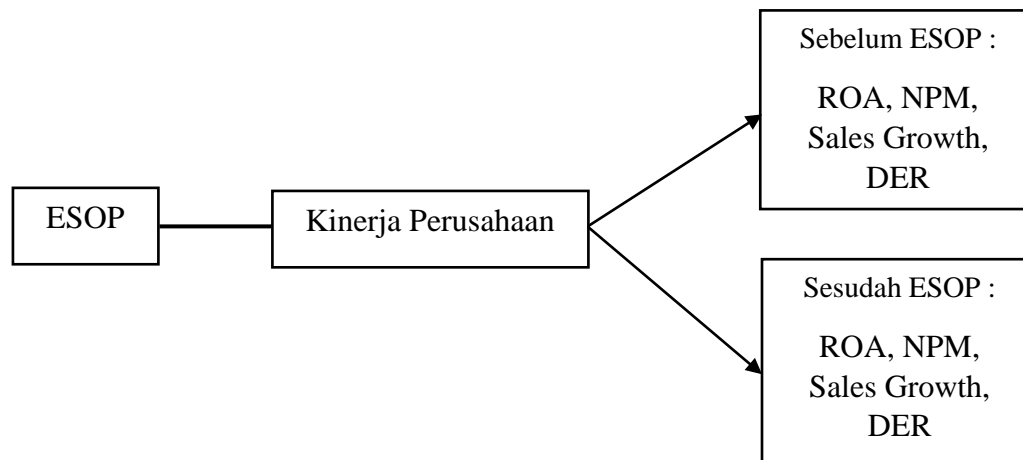 Sebelum ESOP :
ROA, NPM,
Sales Growth,
DER
ESOP
Kinerja Perusahaan
Sesudah ESOP :
ROA, NPM,
Sales Growth,
DER